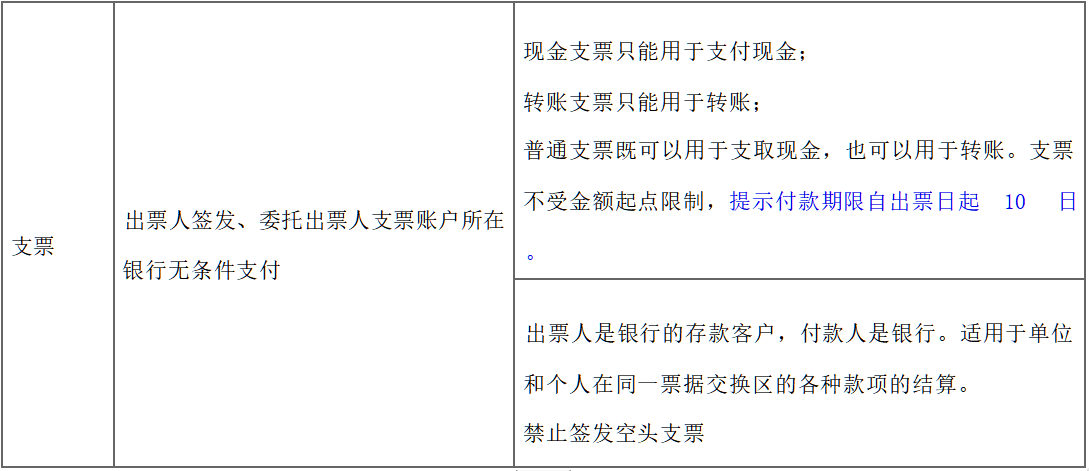 支票
出票人签发、委托出票人支票账户所在
银行无条件支付
现金支票只能用于支付现金；
转账支票只能用于转账；
普通支票既可以用于支取现金，也可以用于转账。支票
不受金额起点限制，提示付款期限自出票日起 10 日
。
出票人是银行的存款客户，付款人是银行。适用于单位
和个人在同一票据交换区的各种款项的结算。
禁止签发空头支票